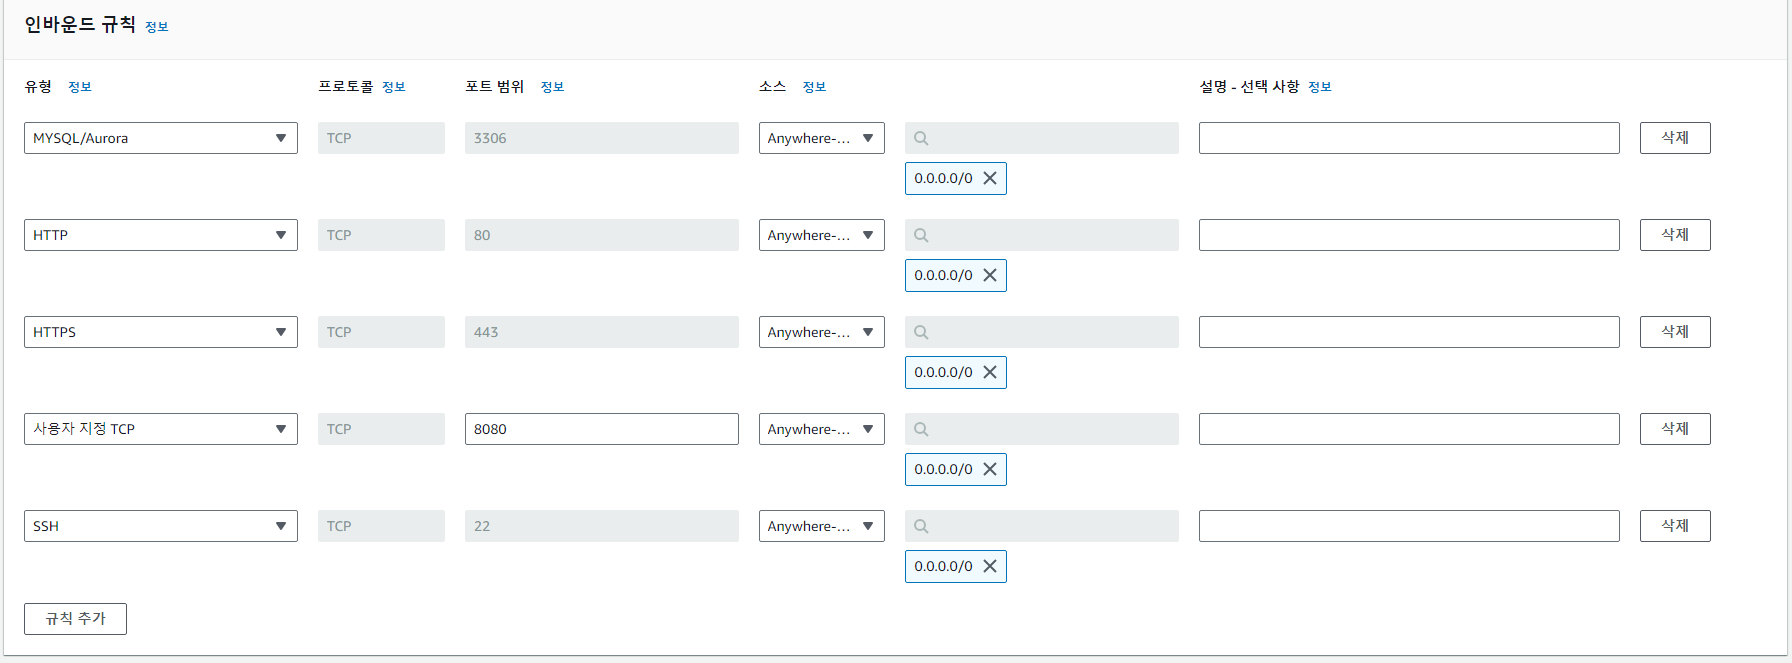 인바운드 규칙 정보
유형 정보 프로토콜 정보 포트 범위 정보 소스 정보 설명 - 선택 사항 정보
MYSQL/Aurora TCP 3306 Anywhere-... 삭제
0.0.0.0/0
HTTP TCP 80 Anywhere-... 삭제
0.0.0.0/0
HTTPS TCP 443 Anywhere-... 삭제
0.0.0.0/0
사용자 지정 TCP TCP 8080 Anywhere-... 삭제
0.0.0.0/0
SSH TCP 22 Anywhere-... 삭제
0.0.0.0/0
규칙 추가